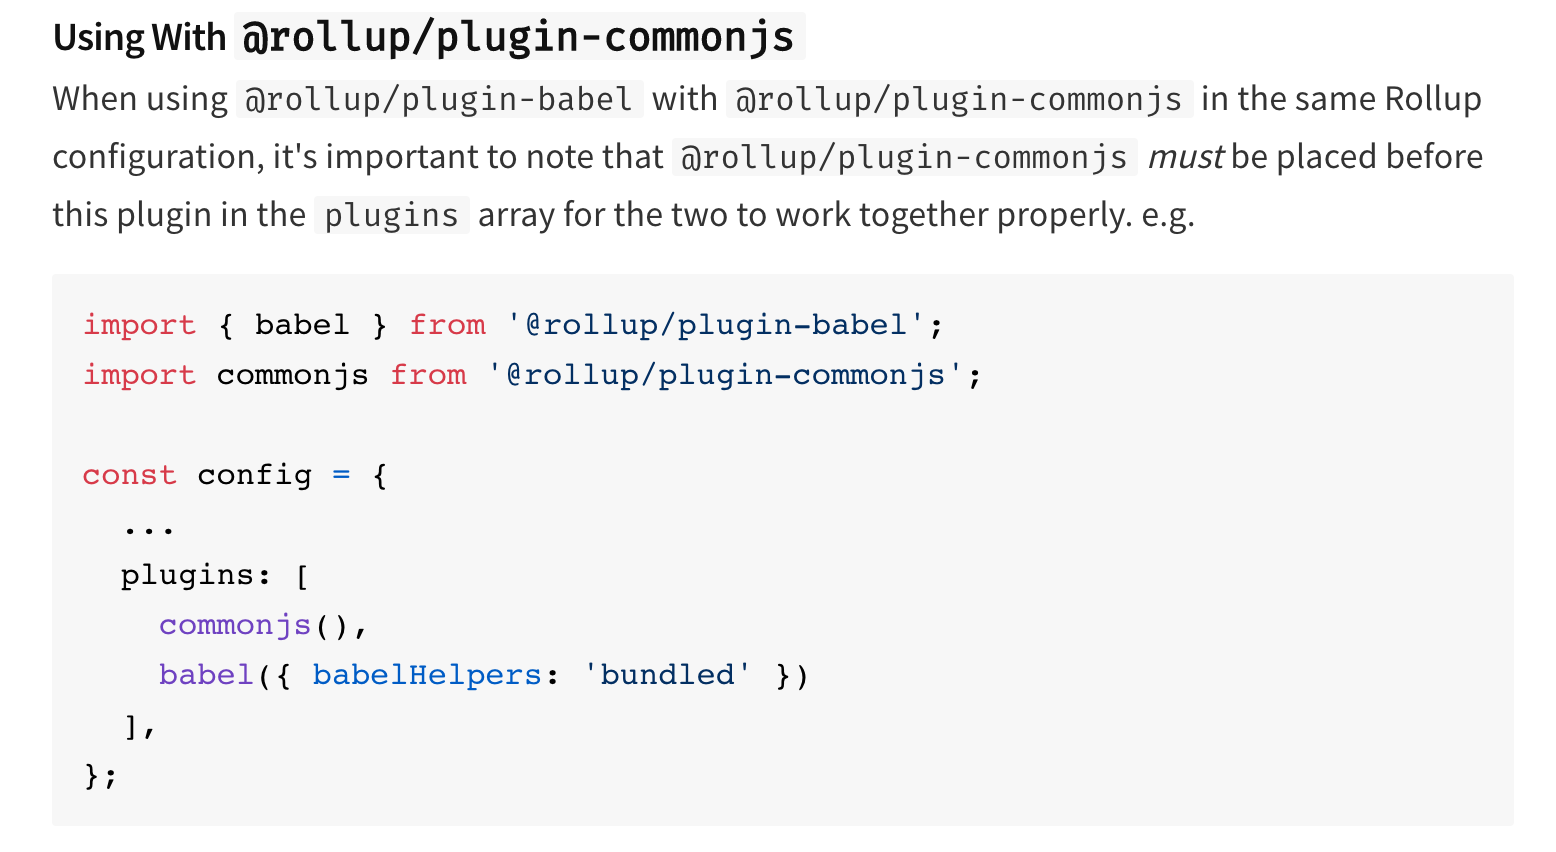 Using With @rollup/plugin-commonjs
When using @rollup/plugin-babel with @rollup/plugin-commonjs in the same Rollup
configuration, it's important to note that @rollup/plugin-commonjs must be placed before
this plugin in the plugins array for the two to work together properly. e.g.
import { babel } from '@rollup/plugin-babel';
import commonjs from '@rollup/plugin-commonjs';
const config = {
  ...
  plugins: [
    commonjs(),
    babel({ babelHelpers: 'bundled' })
  ],
};